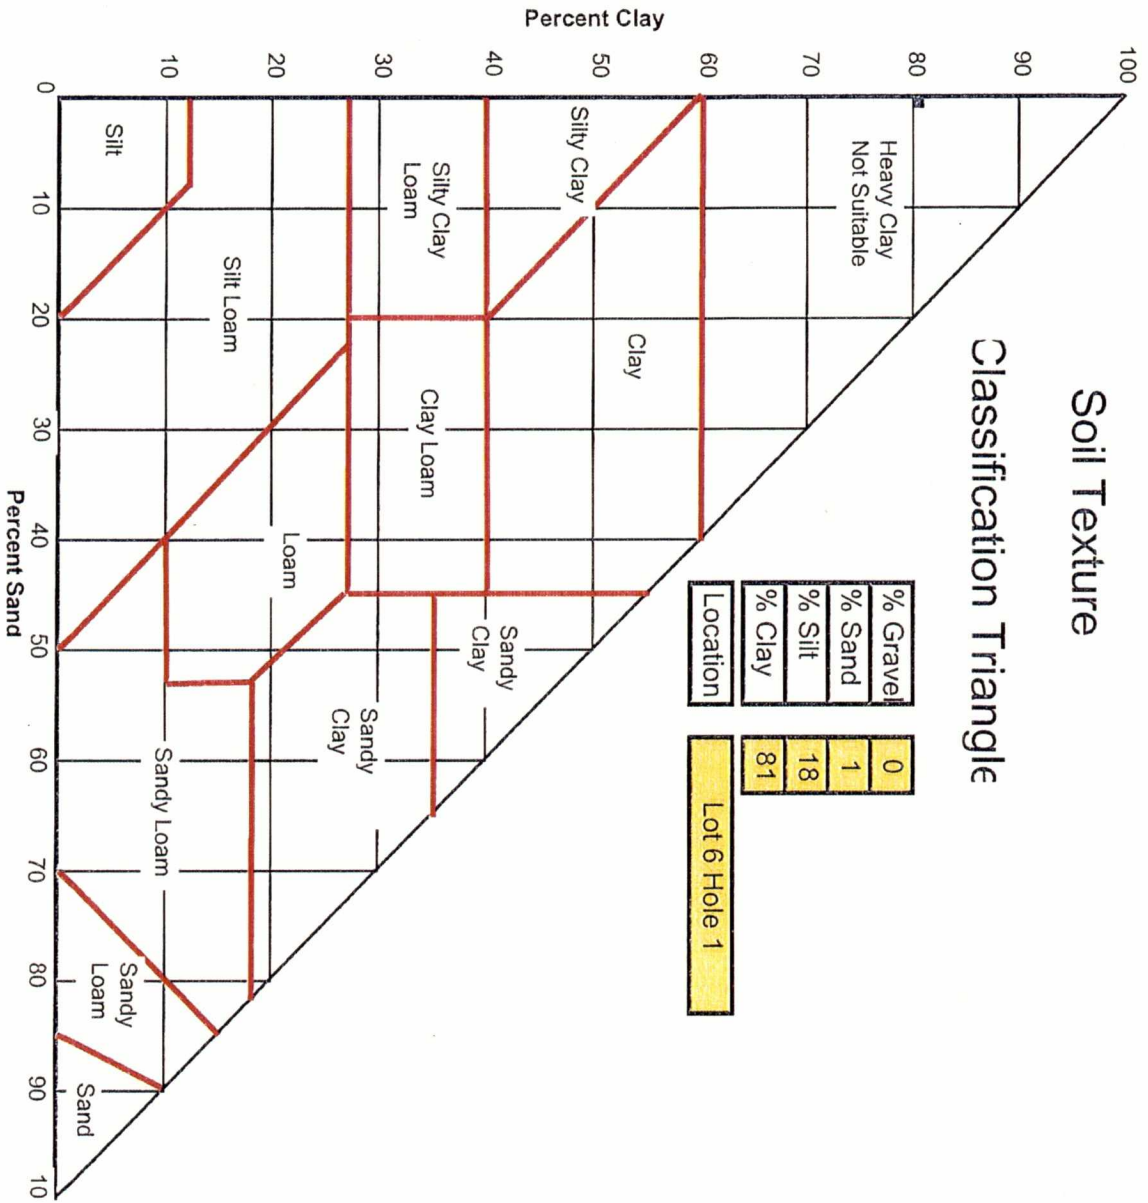 Soil Texture
Classification Triangle
% Gravel 0
% Sand 1
% Silt 18
% Clay 81
Location Lot 6 Hole 1
Percent Clay
100
90
80
70
60
50
40
30
20
10
0
Heavy Clay
Not Suitable
Silty Clay
Clay
Silty Clay
Loam
Clay Loam
Sandy
Clay
Silt
Silt Loam
Loam
Sandy
Clay
Sandy Loam
Sandy
Loam
Sand
10
20
30
40
50
60
70
80
90
10
Percent Sand